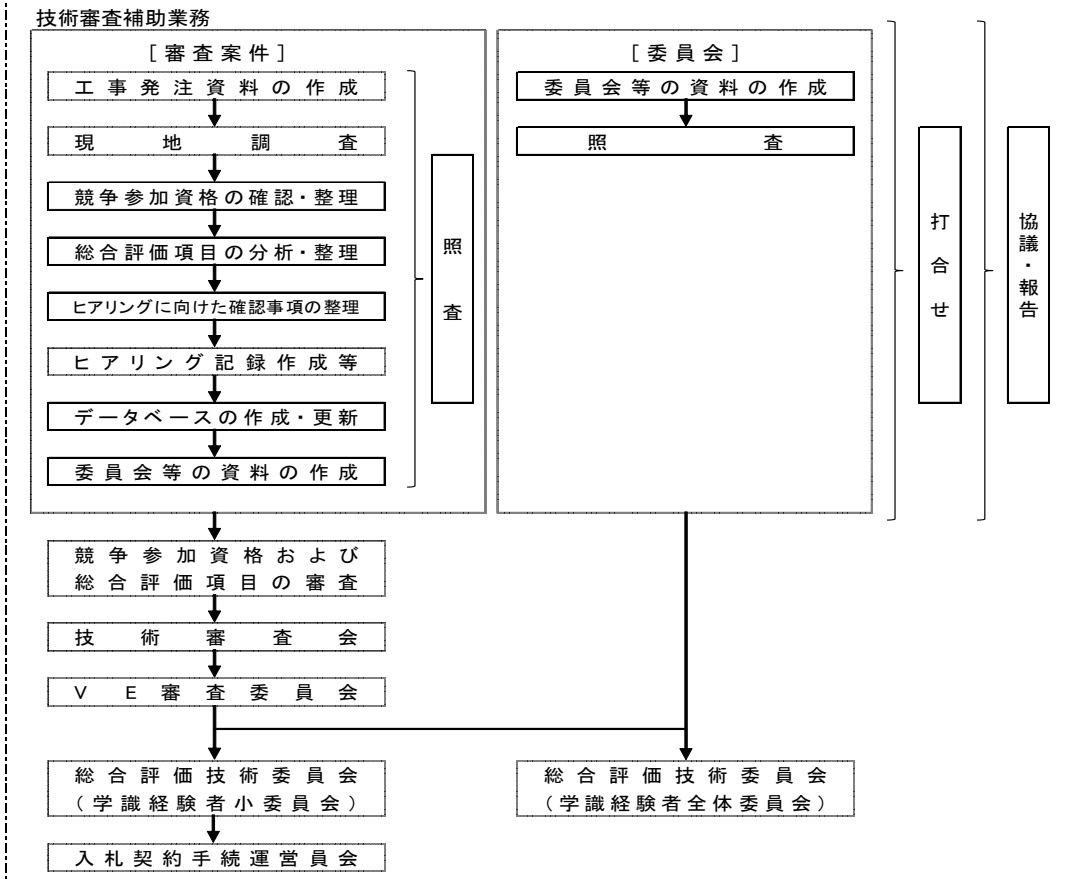 技術審査補助業務
［審査案件］
工事発注資料の作成
現地調査
競争参加資格の確認・整理
総合評価項目の分析・整理
ヒアリングに向けた確認事項の整理
ヒアリング記録作成等
データベースの作成・更新
委員会等の資料の作成
照査
［委員会］
委員会等の資料の作成
照査
打合せ
協議・報告
競争参加資格および
総合評価項目の審査
技術審査会
ＶＥ審査委員会
総合評価技術委員会
（学識経験者小委員会）
総合評価技術委員会
（学識経験者全体委員会）
入札契約手続運営員会